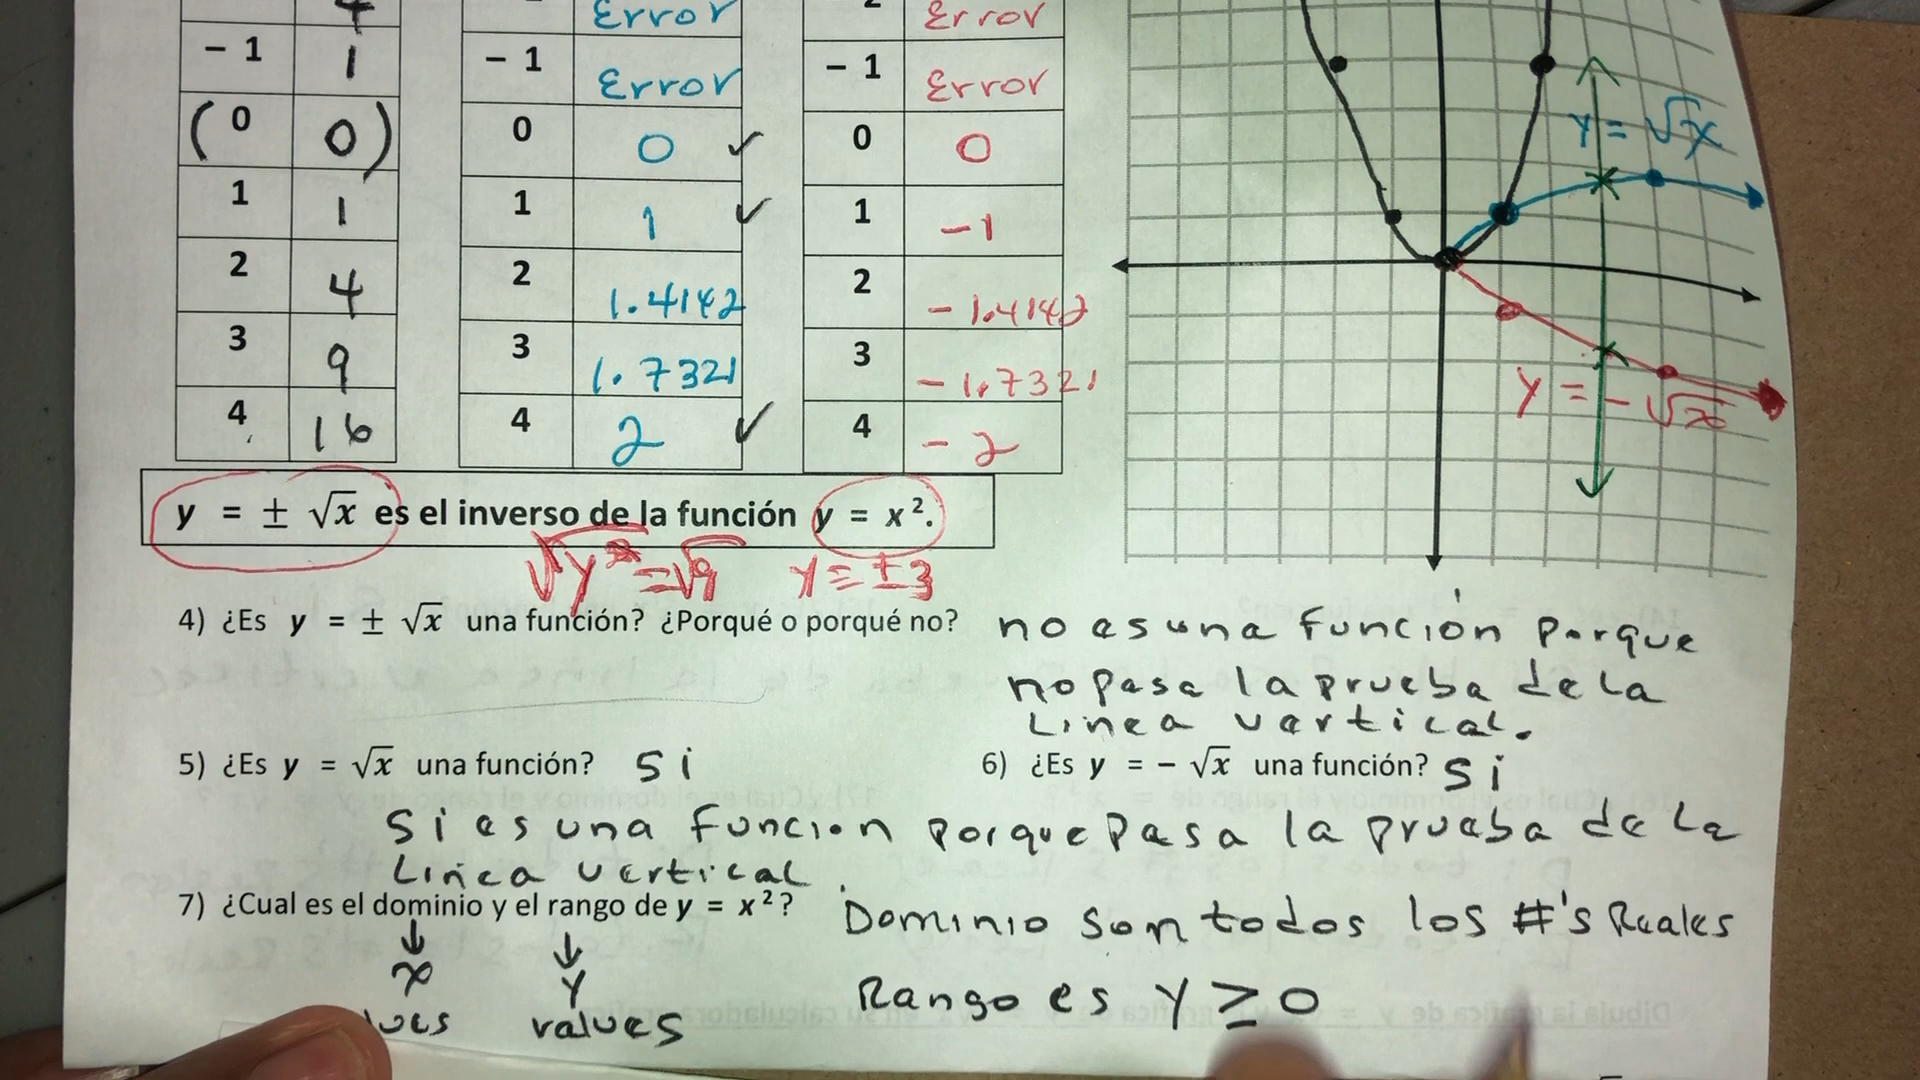 4 Error 2 Error
- 1 1 - 1 Error - 1 Error
(0 0) 0 0 ✓ 0 0
1 1 1 1 ✓ 1 -1
2 4 2 1.4142 2 -1.4142
3 9 3 1.7321 3 -1.7321
4 16 4 2 ✓ 4 -2
y = √x
y = -√x
y = ± √x es el inverso de la función y = x².
√y² = √9 y = ±3
4) ¿Es y = ± √x una función? ¿Porqué o porqué no? no es una función Porque
no pasa la prueba de la
Linea vertical.
5) ¿Es y = √x una función? Si
6) ¿Es y = − √x una función? Si
Si es una funcion porque Pasa la prueba de La
Linea vertical.
7) ¿Cual es el dominio y el rango de y = x²? Dominio son todos los #'s Reales
↓ ↓
x y
values
Rango es y ≥ 0